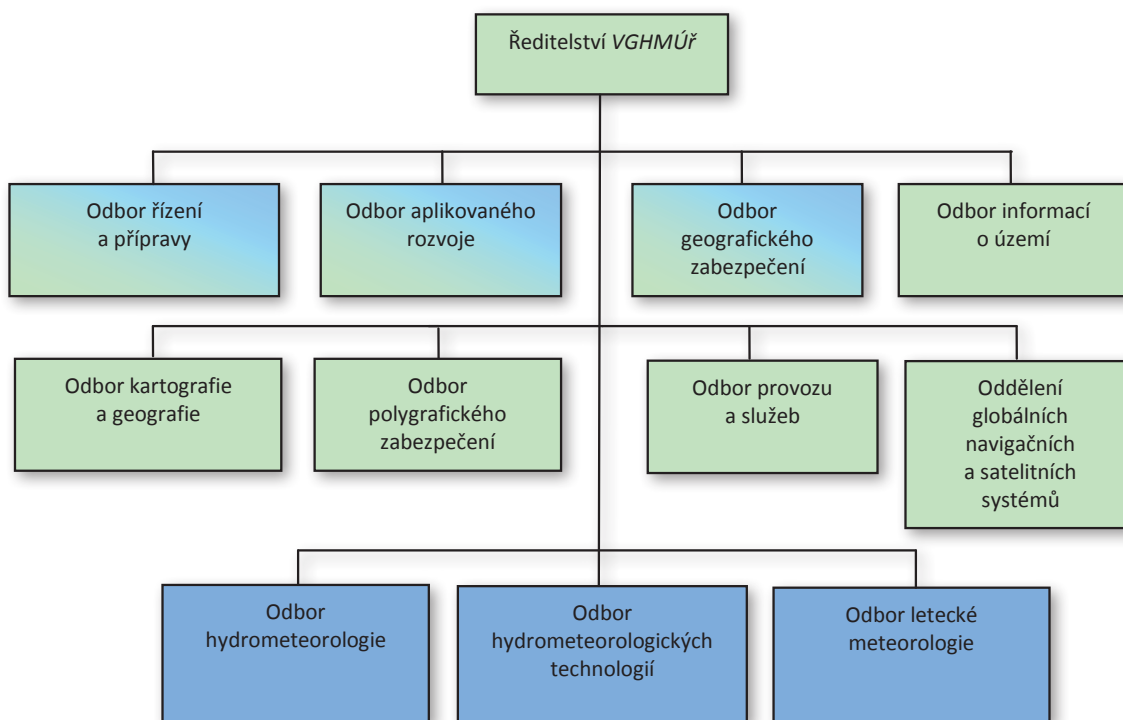 Ředitelství VGHMÚř
Odbor řízení
a přípravy
Odbor aplikovaného
rozvoje
Odbor
geografického
zabezpečení
Odbor informací
o území
Odbor kartografie
a geografie
Odbor
polygrafického
zabezpečení
Odbor provozu
a služeb
Oddělení
globálních
navigačních
a satelitních
systémů
Odbor
hydrometeorologie
Odbor
hydrometeorologických
technologií
Odbor letecké
meteorologie